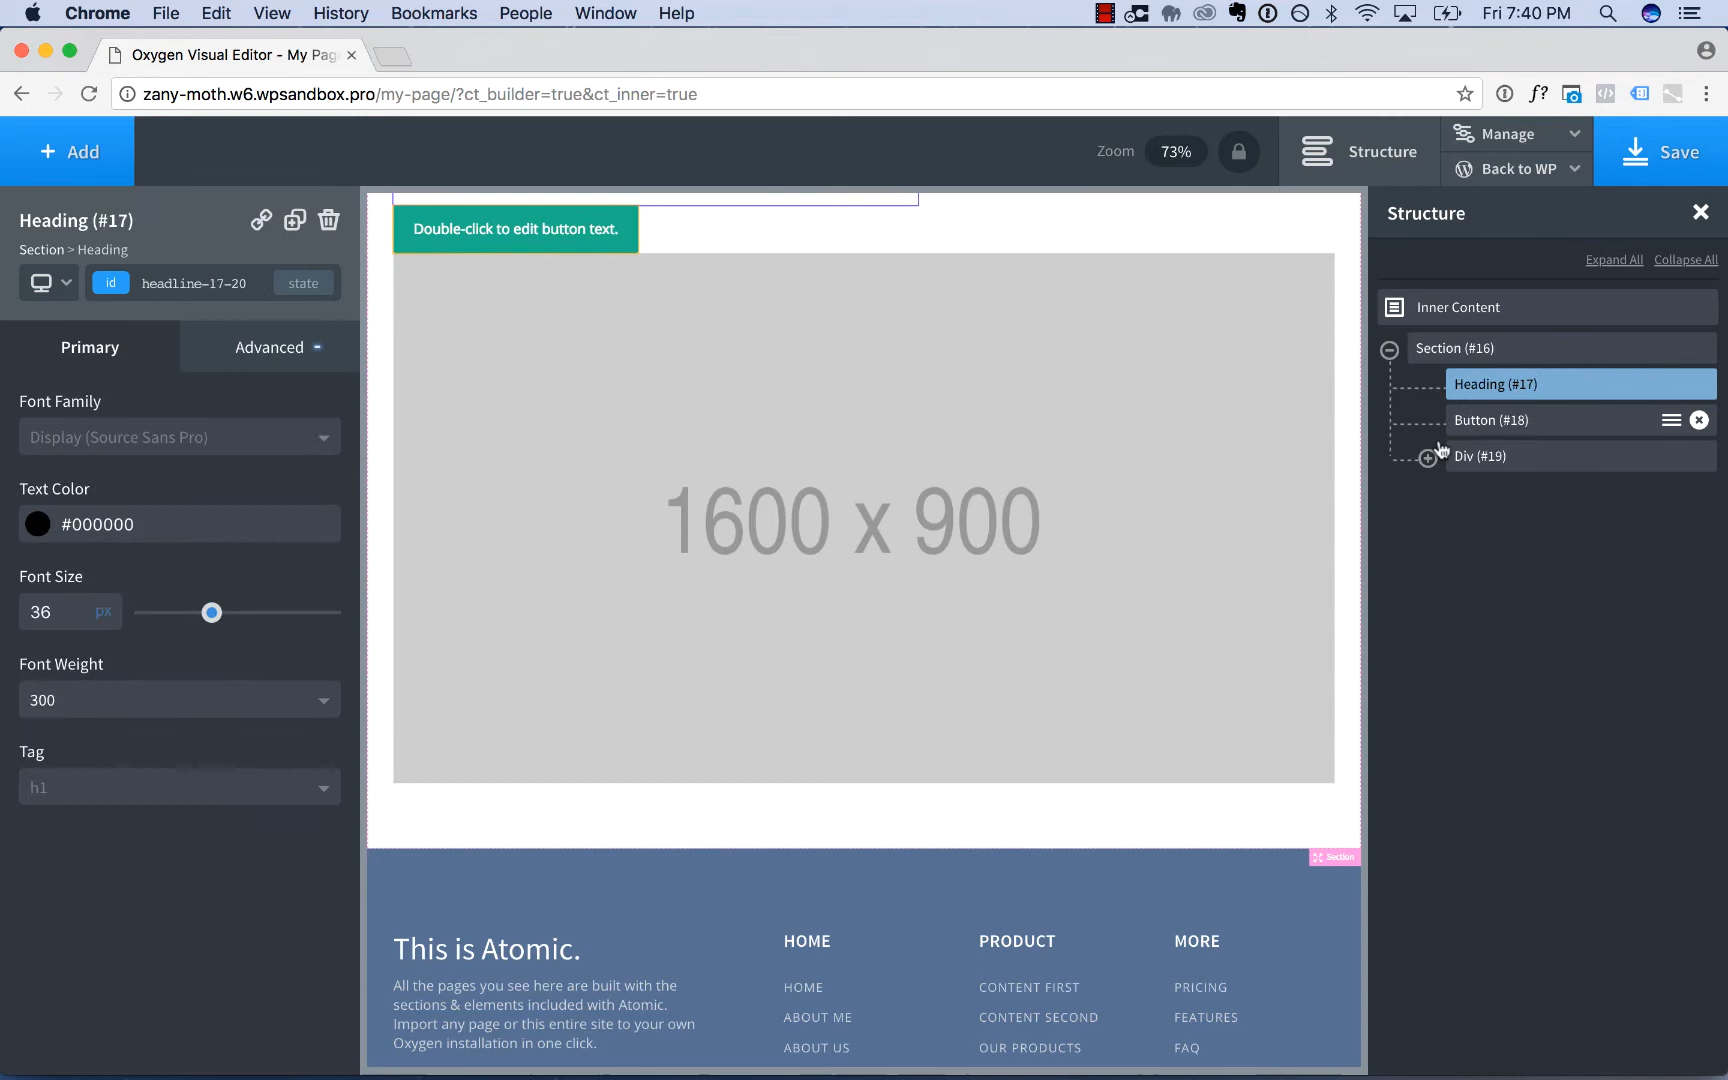 Chrome File Edit View History Bookmarks People Window Help
Fri 7:40 PM
Oxygen Visual Editor - My Pag
zany-moth.w6.wpsandbox.pro/my-page/?ct_builder=true&ct_inner=true
+ Add
Zoom 73%
Structure
Manage
Back to WP
Save
Heading (#17)
Section > Heading
id headline-17-20 state
Primary
Advanced
Font Family
Display (Source Sans Pro)
Text Color
#000000
Font Size
36 px
Font Weight
300
Tag
h1
Double-click to edit button text.
1600 x 900
Section
This is Atomic.
All the pages you see here are built with the
sections & elements included with Atomic.
Import any page or this entire site to your own
Oxygen installation in one click.
HOME
HOME
ABOUT ME
ABOUT US
PRODUCT
CONTENT FIRST
CONTENT SECOND
OUR PRODUCTS
MORE
PRICING
FEATURES
FAQ
Structure
Expand All Collapse All
Inner Content
Section (#16)
Heading (#17)
Button (#18)
Div (#19)